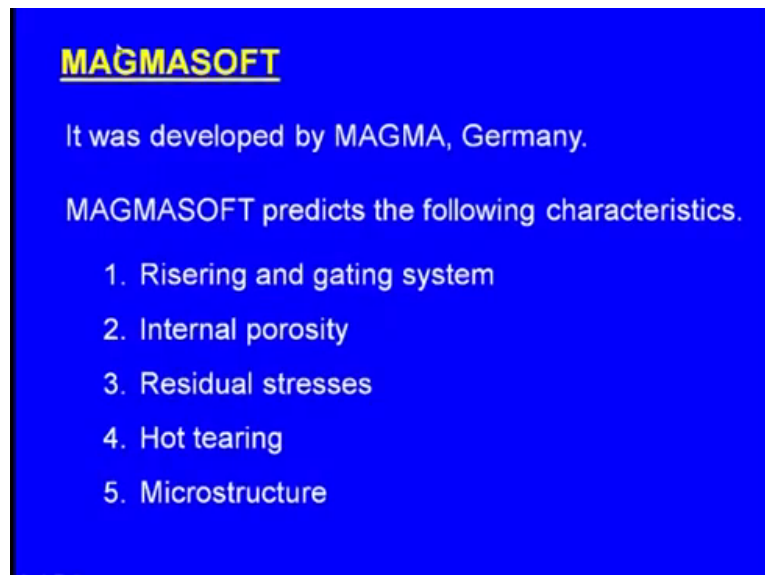 MAGMASOFT
It was developed by MAGMA, Germany.
MAGMASOFT predicts the following characteristics.
1. Risering and gating system
2. Internal porosity
3. Residual stresses
4. Hot tearing
5. Microstructure